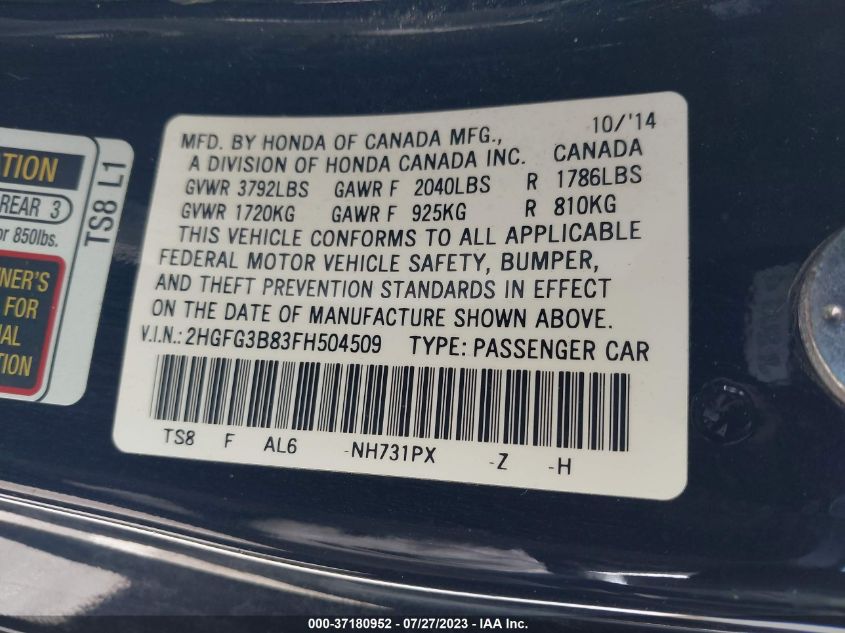 ATION
REAR 3
or 850lbs.
TS8 L1
NER'S
FOR
AL
TION
MFD. BY HONDA OF CANADA MFG., 10/'14
A DIVISION OF HONDA CANADA INC. CANADA
GVWR 3792LBS GAWR F 2040LBS R 1786LBS
GVWR 1720KG GAWR F 925KG R 810KG
THIS VEHICLE CONFORMS TO ALL APPLICABLE
FEDERAL MOTOR VEHICLE SAFETY, BUMPER,
AND THEFT PREVENTION STANDARDS IN EFFECT
ON THE DATE OF MANUFACTURE SHOWN ABOVE.
V.I.N.: 2HGFG3B83FH504509 TYPE: PASSENGER CAR
TS8 F AL6 -NH731PX -Z -H
000-37180952 / 07/27/2023 - IAA Inc.